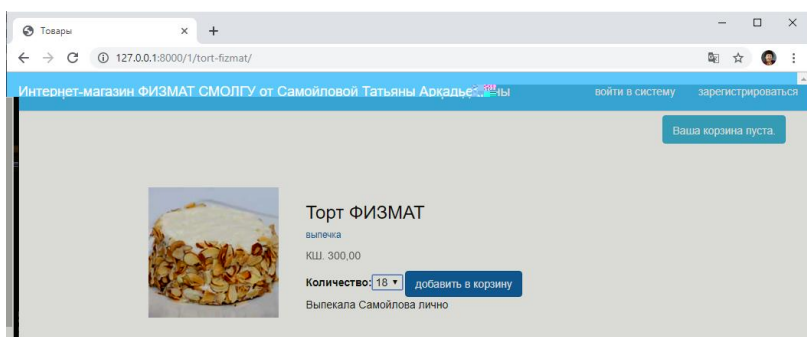 Товары
127.0.0.1:8000/1/tort-fizmat/
Интернет-магазин ФИЗМАТ СМОЛГУ от Самойловой Татьяны
войти в систему
зарегистрироваться
Ваша корзина пуста.
Торт ФИЗМАТ
выпечка
КШ. 300,00
Количество: 18 добавить в корзину
Выпекала Самойлова лично